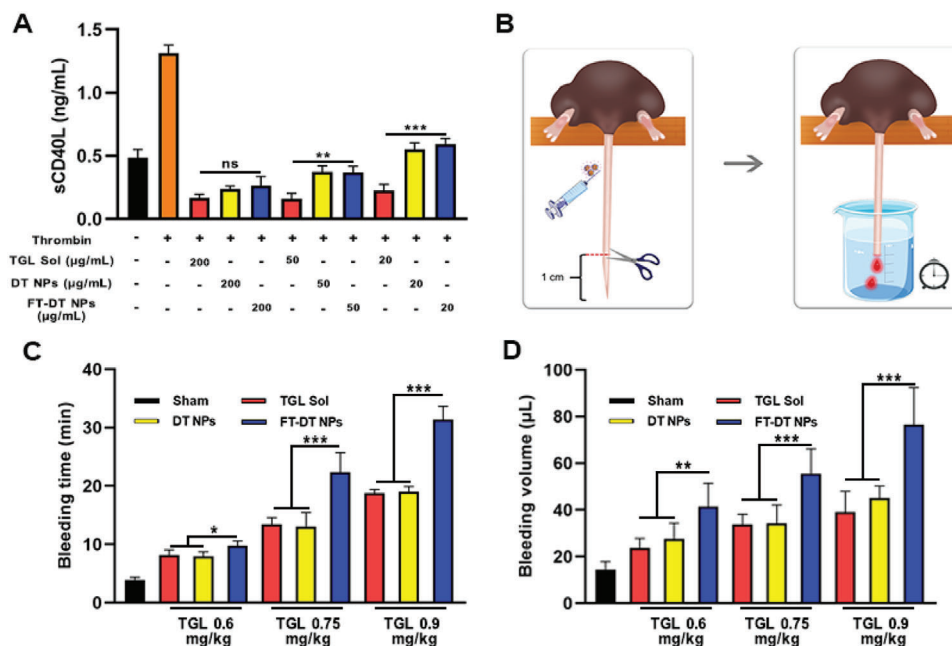 A
sCD40L (ng/mL)
1.5
1.0
0.5
0.0
ns
**
***
Thrombin - + + + + + + + + + +
TGL Sol (μg/mL) - - 200 - - 50 - - 20 - -
DT NPs (μg/mL) - - - 200 - - 50 - - 20 -
FT-DT NPs - - - - 200 - - 50 - - 20
(μg/mL)
B
1 cm
C
Bleeding time (min)
40
30
20
10
0
Sham
TGL Sol
DT NPs
FT-DT NPs
*
***
***
TGL 0.6
mg/kg
TGL 0.75
mg/kg
TGL 0.9
mg/kg
D
Bleeding volume (μL)
100
80
60
40
20
0
Sham
TGL Sol
DT NPs
FT-DT NPs
**
***
***
TGL 0.6
mg/kg
TGL 0.75
mg/kg
TGL 0.9
mg/kg